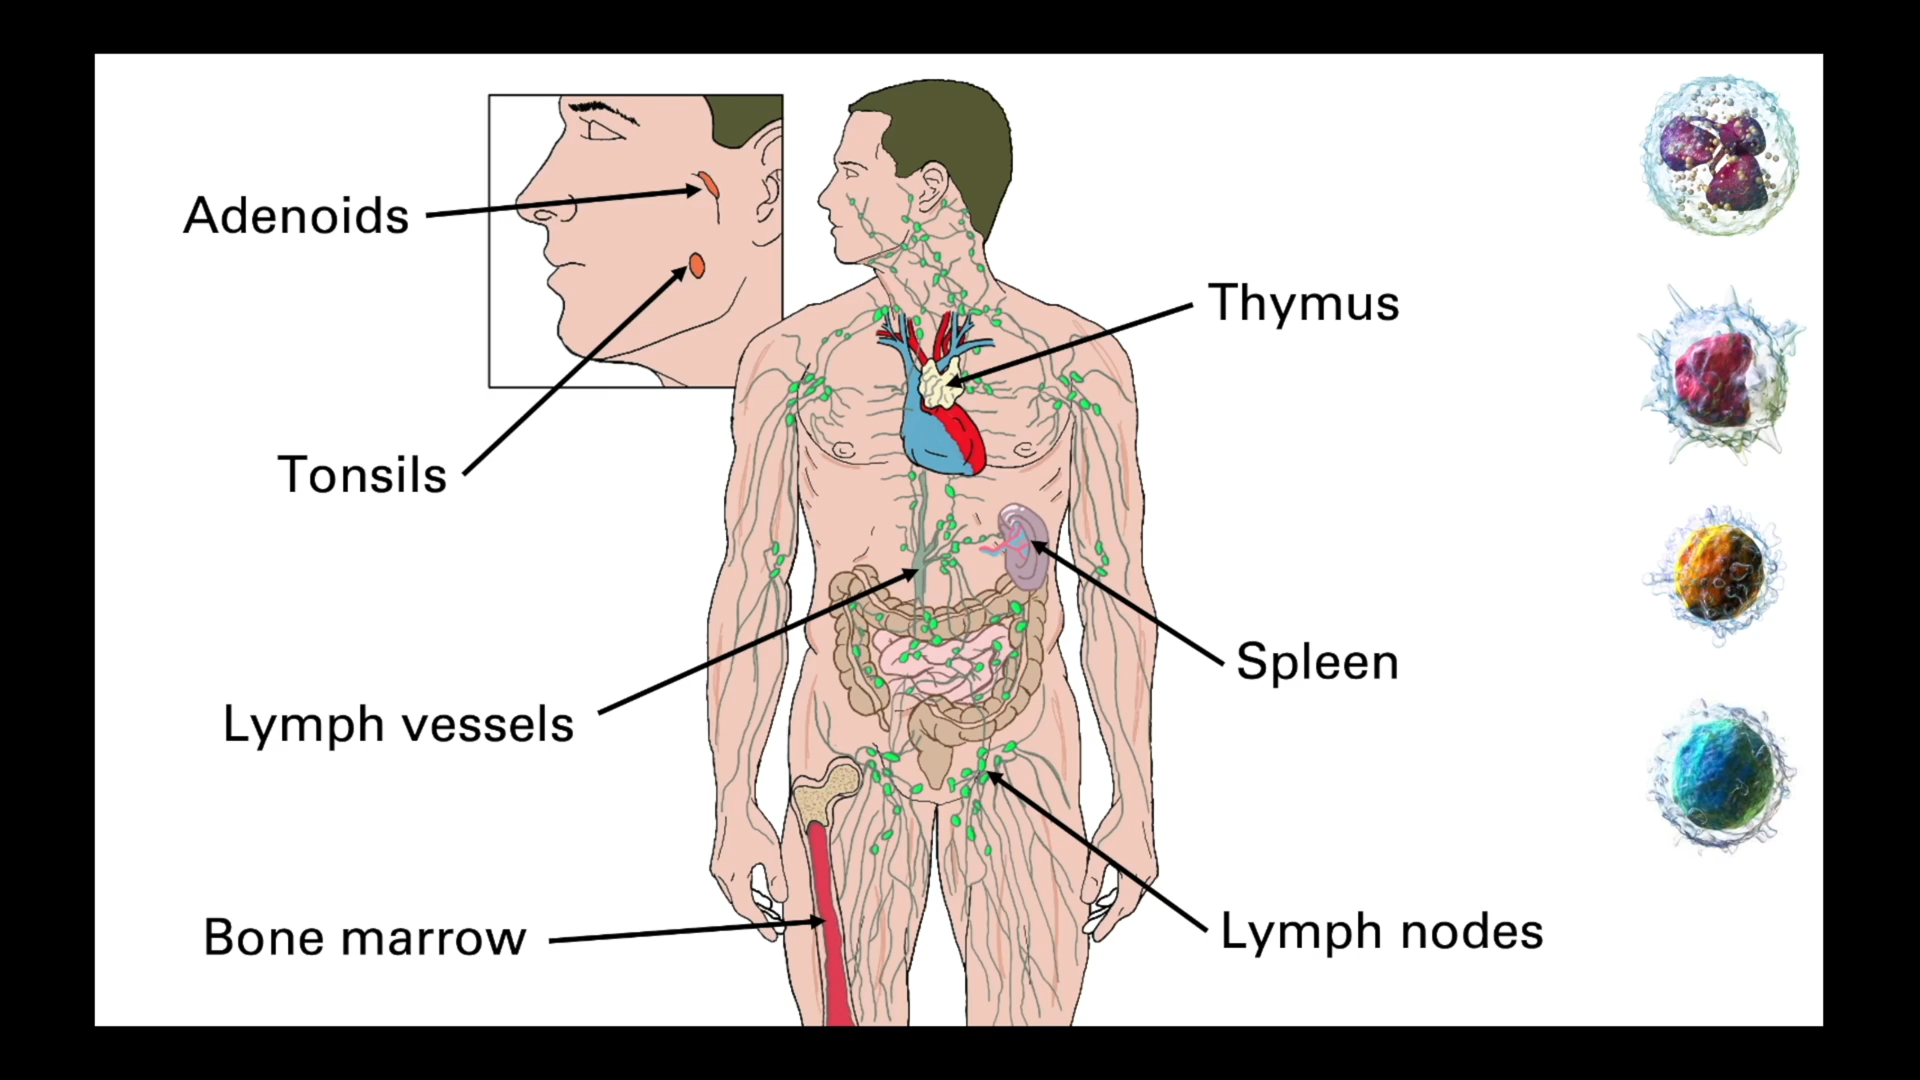 Adenoids
Thymus
Tonsils
Spleen
Lymph vessels
Lymph nodes
Bone marrow